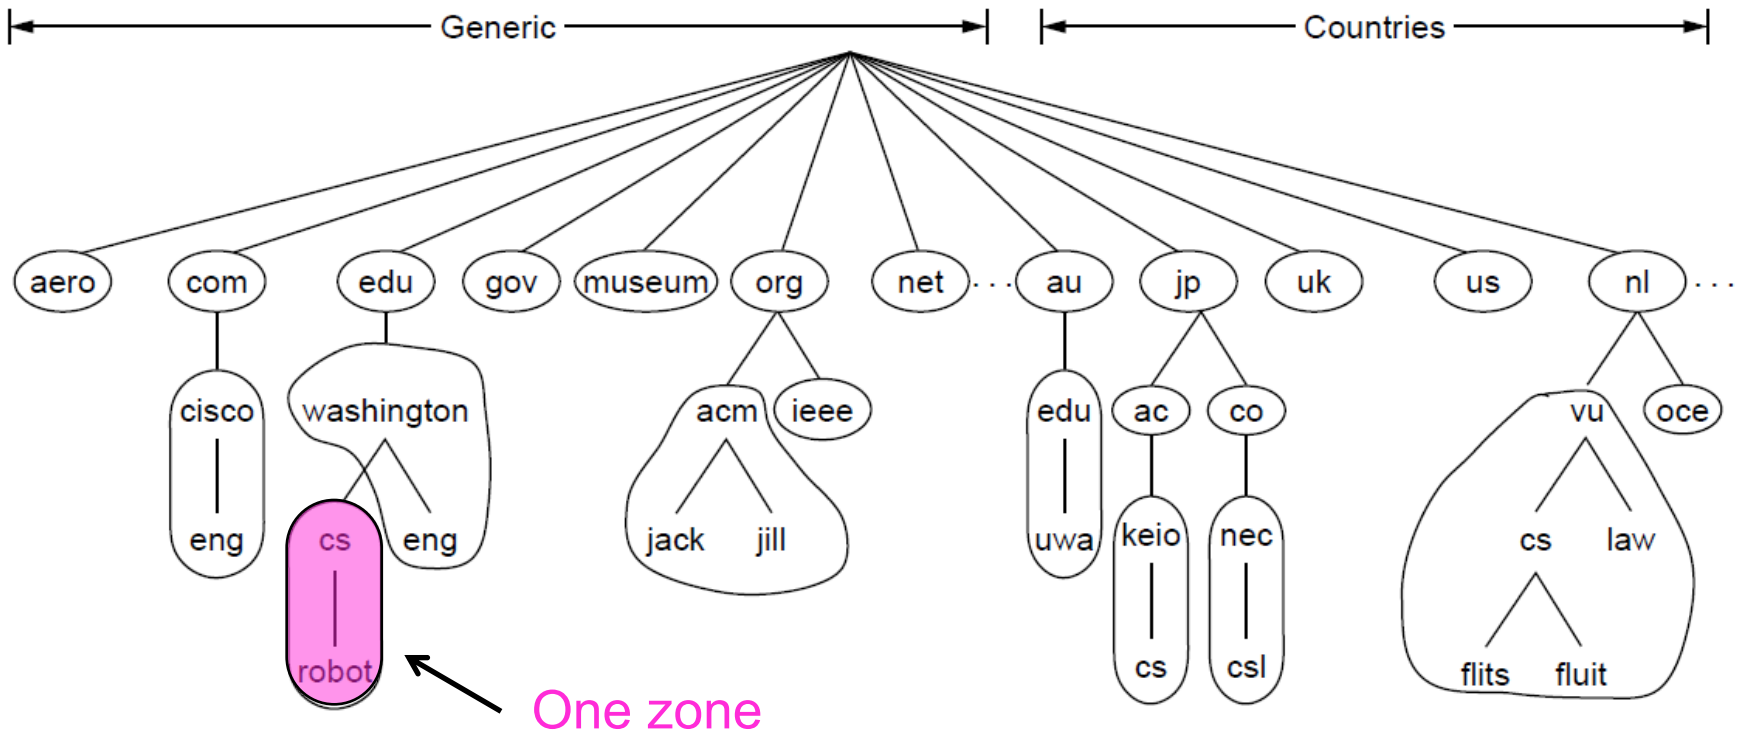 Generic Countries
aero com edu gov museum org net ... au jp uk us nl ...
cisco washington acm ieee edu ac co vu oce
eng cs eng jack jill uwa keio nec cs law
robot cs csl flits fluit
One zone